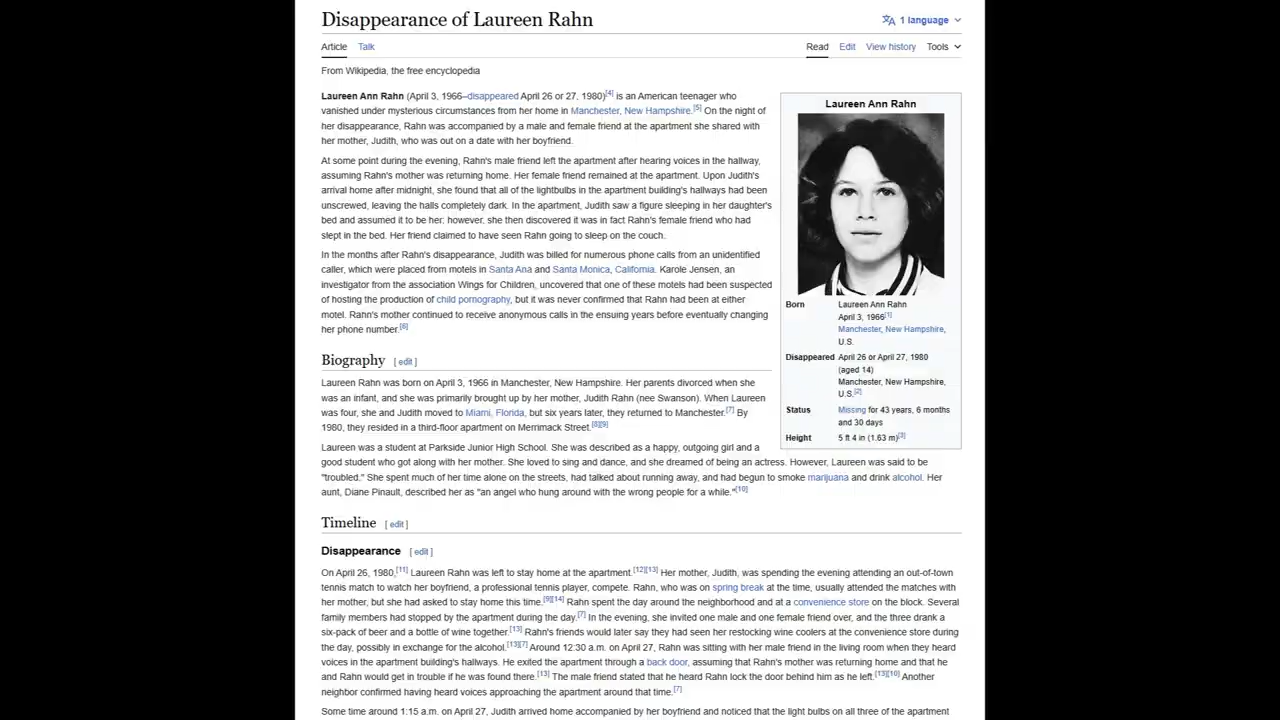 Disappearance of Laureen Rahn
1 language
Article Talk
Read Edit View history Tools
From Wikipedia, the free encyclopedia
Laureen Ann Rahn (April 3, 1966–disappeared April 26 or 27, 1980)[4] is an American teenager who
vanished under mysterious circumstances from her home in Manchester, New Hampshire.[5] On the night of
her disappearance, Rahn was accompanied by a male and female friend at the apartment she shared with
her mother, Judith, who was out on a date with her boyfriend.
At some point during the evening, Rahn's male friend left the apartment after hearing voices in the hallway,
assuming Rahn's mother was returning home. Her female friend remained at the apartment. Upon Judith's
arrival home after midnight, she found that all of the lightbulbs in the apartment building's hallways had been
unscrewed, leaving the halls completely dark. In the apartment, Judith saw a figure sleeping in her daughter's
bed and assumed it to be her; however, she then discovered it was in fact Rahn's female friend who had
slept in the bed. Her friend claimed to have seen Rahn going to sleep on the couch.
In the months after Rahn's disappearance, Judith was billed for numerous phone calls from an unidentified
caller, which were placed from motels in Santa Ana and Santa Monica, California. Karole Jensen, an
investigator from the association Wings for Children, uncovered that one of these motels had been suspected
of hosting the production of child pornography, but it was never confirmed that Rahn had been at either
motel. Rahn's mother continued to receive anonymous calls in the ensuing years before eventually changing
her phone number.[6]
Laureen Ann Rahn
Born Laureen Ann Rahn
April 3, 1966[1]
Manchester, New Hampshire,
U.S.
Disappeared April 26 or April 27, 1980
(aged 14)
Manchester, New Hampshire,
U.S.[2]
Status Missing for 43 years, 6 months
and 30 days
Height 5 ft 4 in (1.63 m)[3]
Biography [ edit ]
Laureen Rahn was born on April 3, 1966 in Manchester, New Hampshire. Her parents divorced when she
was an infant, and she was primarily brought up by her mother, Judith Rahn (nee Swanson). When Laureen
was four, she and Judith moved to Miami, Florida, but six years later, they returned to Manchester.[7] By
1980, they resided in a third-floor apartment on Merrimack Street.[8][9]
Laureen was a student at Parkside Junior High School. She was described as a happy, outgoing girl and a
good student who got along with her mother. She loved to sing and dance, and she dreamed of being an actress. However, Laureen was said to be
"troubled." She spent much of her time alone on the streets, had talked about running away, and had begun to smoke marijuana and drink alcohol. Her
aunt, Diane Pinault, described her as "an angel who hung around with the wrong people for a while."[10]
Timeline [ edit ]
Disappearance [ edit ]
On April 26, 1980,[11] Laureen Rahn was left to stay home at the apartment.[12][13] Her mother, Judith, was spending the evening attending an out-of-town
tennis match to watch her boyfriend, a professional tennis player, compete. Rahn, who was on spring break at the time, usually attended the matches with
her mother, but she had asked to stay home this time.[9][14] Rahn spent the day around the neighborhood and at a convenience store on the block. Several
family members had stopped by the apartment during the day.[7] In the evening, she invited one male and one female friend over, and the three drank a
six-pack of beer and a bottle of wine together.[13] Rahn's friends would later say they had seen her restocking wine coolers at the convenience store during
the day, possibly in exchange for the alcohol.[13][7] Around 12:30 a.m. on April 27, Rahn was sitting with her male friend in the living room when they heard
voices in the apartment building's hallways. He exited the apartment through a back door, assuming that Rahn's mother was returning home and that he
and Rahn would get in trouble if he was found there.[13] The male friend stated that he heard Rahn lock the door behind him as he left.[13][10] Another
neighbor confirmed having heard voices approaching the apartment around that time.[7]
Some time around 1:15 a.m. on April 27, Judith arrived home accompanied by her boyfriend and noticed that the light bulbs on all three of the apartment